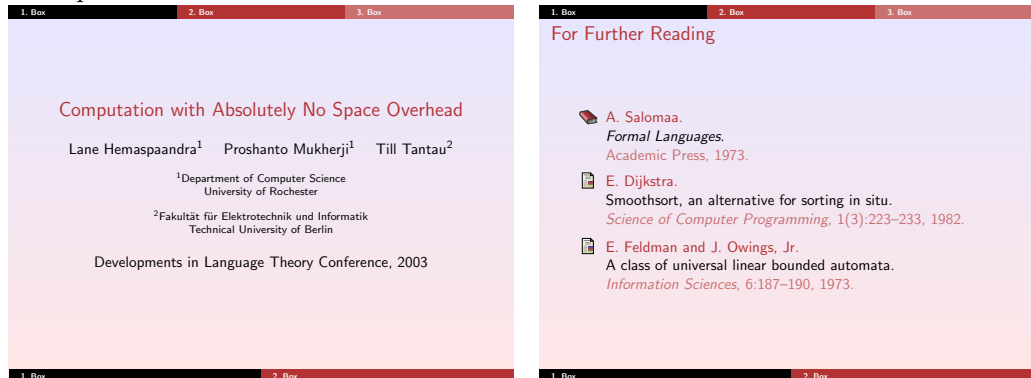 1. Box 2. Box 3. Box
Computation with Absolutely No Space Overhead
Lane Hemaspaandra1 Proshanto Mukherji1 Till Tantau2
1Department of Computer Science
University of Rochester
2Fakultät für Elektrotechnik und Informatik
Technical University of Berlin
Developments in Language Theory Conference, 2003
1. Box 2. Box
1. Box 2. Box 3. Box
For Further Reading
A. Salomaa.
Formal Languages.
Academic Press, 1973.
E. Dijkstra.
Smoothsort, an alternative for sorting in situ.
Science of Computer Programming, 1(3):223–233, 1982.
E. Feldman and J. Owings, Jr.
A class of universal linear bounded automata.
Information Sciences, 6:187–190, 1973.
1. Box 2. Box